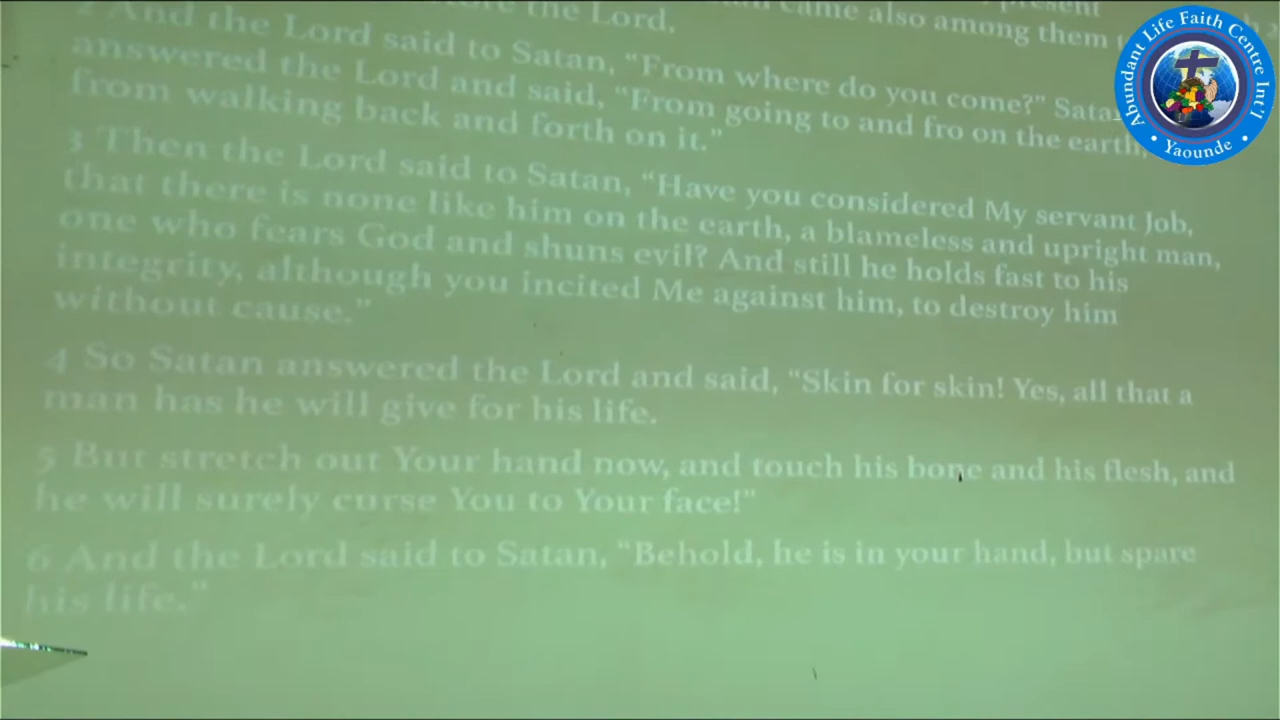 the Lord.
came also among them
2 And the Lord said to Satan, “From where do you come?”
answered the Lord and said, “From going to and fro on the earth,
from walking back and forth on it.”
3 Then the Lord said to Satan, “Have you considered My servant Job,
that there is none like him on the earth, a blameless and upright man,
one who fears God and shuns evil? And still he holds fast to his
integrity, although you incited Me against him, to destroy him
without cause.”
4 So Satan answered the Lord and said, “Skin for skin! Yes, all that a
man has he will give for his life.
5 But stretch out Your hand now, and touch his bone and his flesh, and
he will surely curse You to Your face!”
6 And the Lord said to Satan, “Behold, he is in your hand, but spare
his life.”
Abundant Life Faith Centre Int'l
• Yaounde •